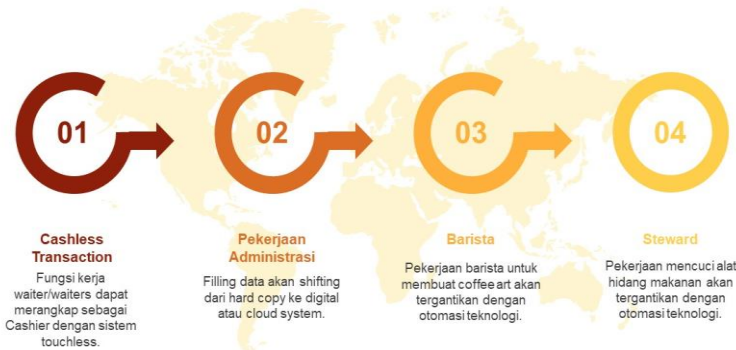 01
02
03
04
Cashless
Transaction
Fungsi kerja
waiter/waiters dapat
merangkap sebagai
Cashier dengan sistem
touchless.
Pekerjaan
Administrasi
Filling data akan shifting
dari hard copy ke digital
atau cloud system.
Barista
Pekerjaan barista untuk
membuat coffee art akan
tergantikan dengan
otomasi teknologi.
Steward
Pekerjaan mencuci alat
hidang makanan akan
tergantikan dengan
otomasi teknologi.